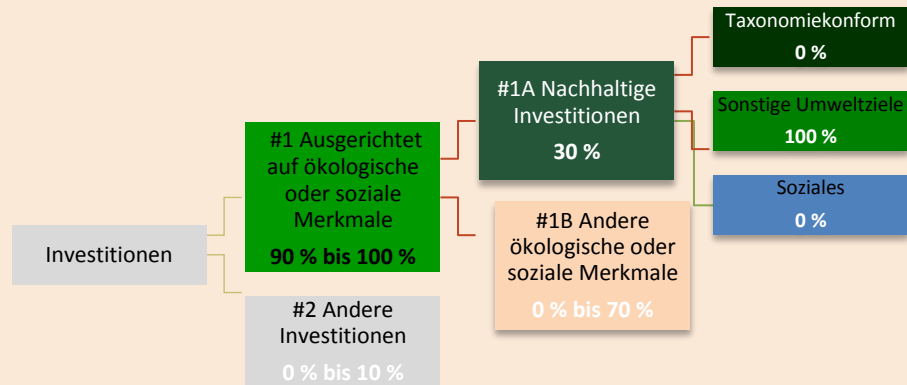 Investitionen
#1 Ausgerichtet
auf ökologische
oder soziale
Merkmale
90 % bis 100 %
#2 Andere
Investitionen
0 % bis 10 %
#1A Nachhaltige
Investitionen
30 %
#1B Andere
ökologische oder
soziale Merkmale
0 % bis 70 %
Taxonomiekonform
0 %
Sonstige Umweltziele
100 %
Soziales
0 %